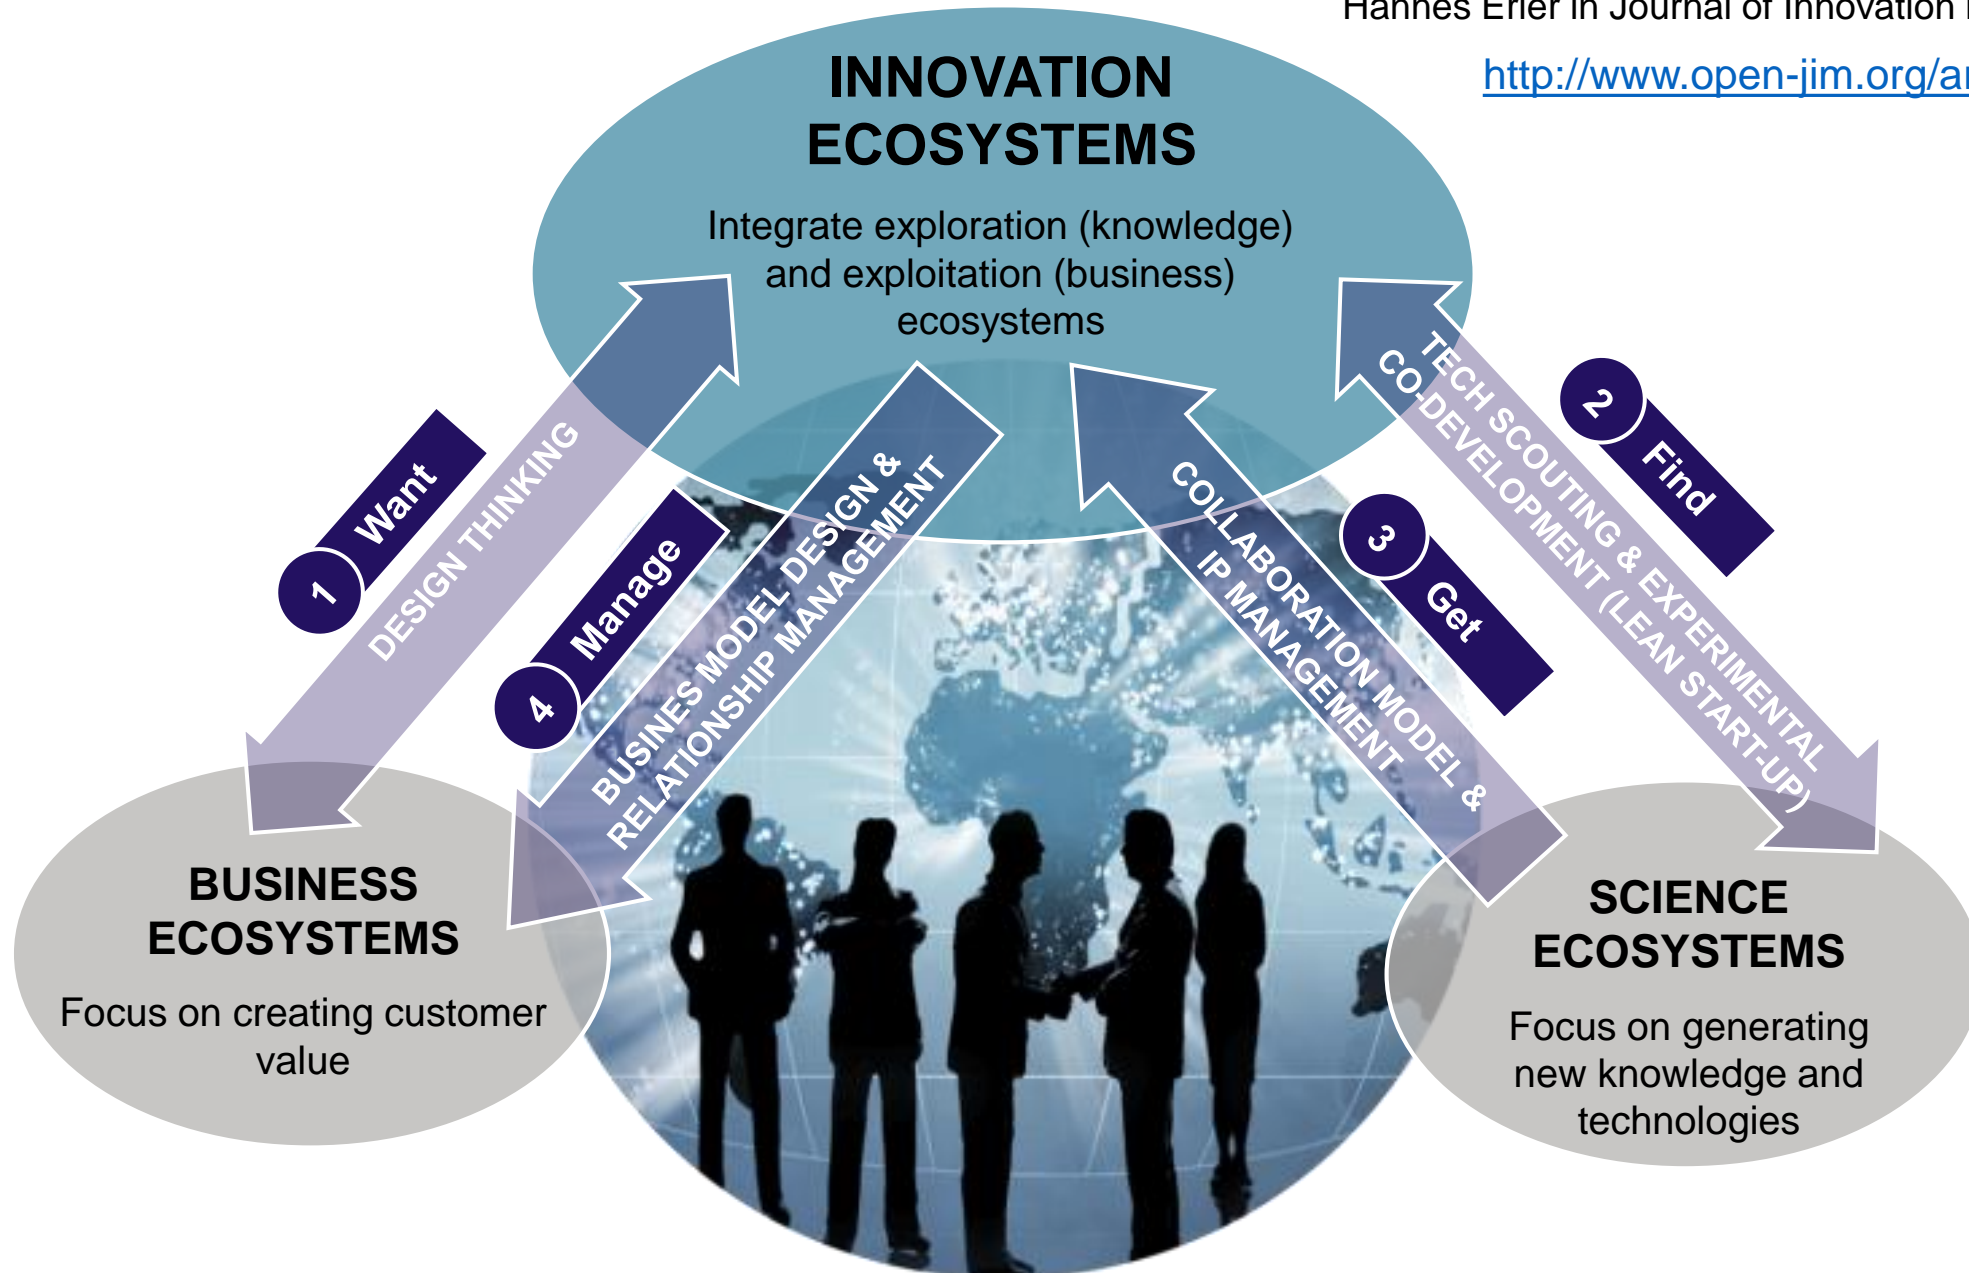 Hannes Erler in Journal of Innovation
http://www.open-jim.org/ar
INNOVATION
ECOSYSTEMS
Integrate exploration (knowledge)
and exploitation (business)
ecosystems
1 Want
DESIGN THINKING
4 Manage
BUSINES MODEL DESIGN &
RELATIONSHIP MANAGEMENT
COLLABORATION MODEL &
IP MANAGEMENT
3 Get
TECH SCOUTING & EXPERIMENTAL
CO-DEVELOPMENT (LEAN START-UP)
2 Find
BUSINESS
ECOSYSTEMS
Focus on creating customer
value
SCIENCE
ECOSYSTEMS
Focus on generating
new knowledge and
technologies